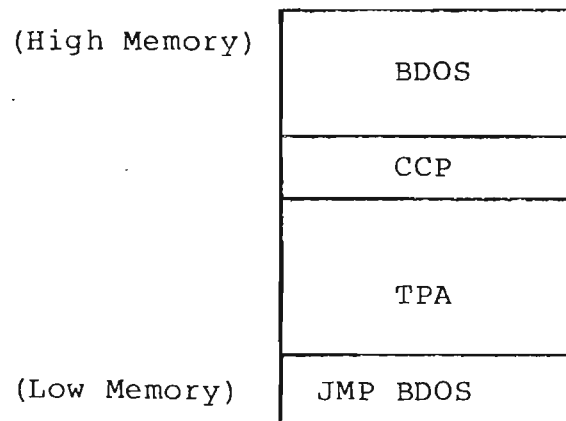 (High Memory)
BDOS
CCP
TPA
(Low Memory) JMP BDOS